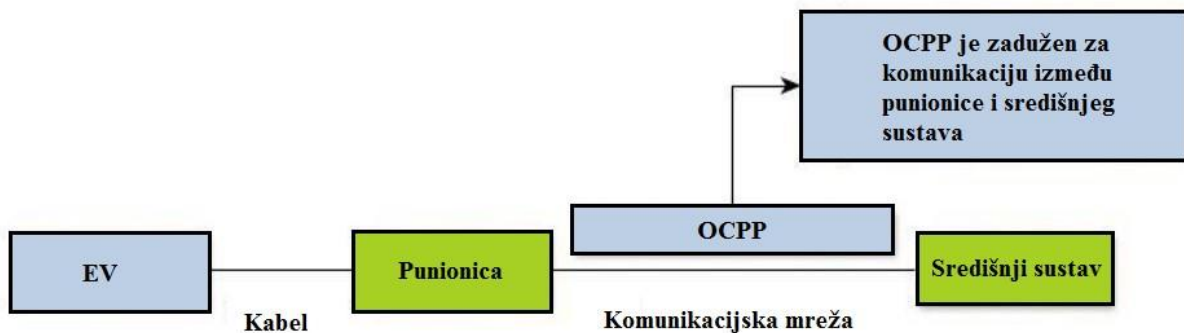 OCPP je zadužen za
komunikaciju između
punionice i središnjeg
sustava
OCPP
EV
Punionica
Središnji sustav
Kabel
Komunikacijska mreža